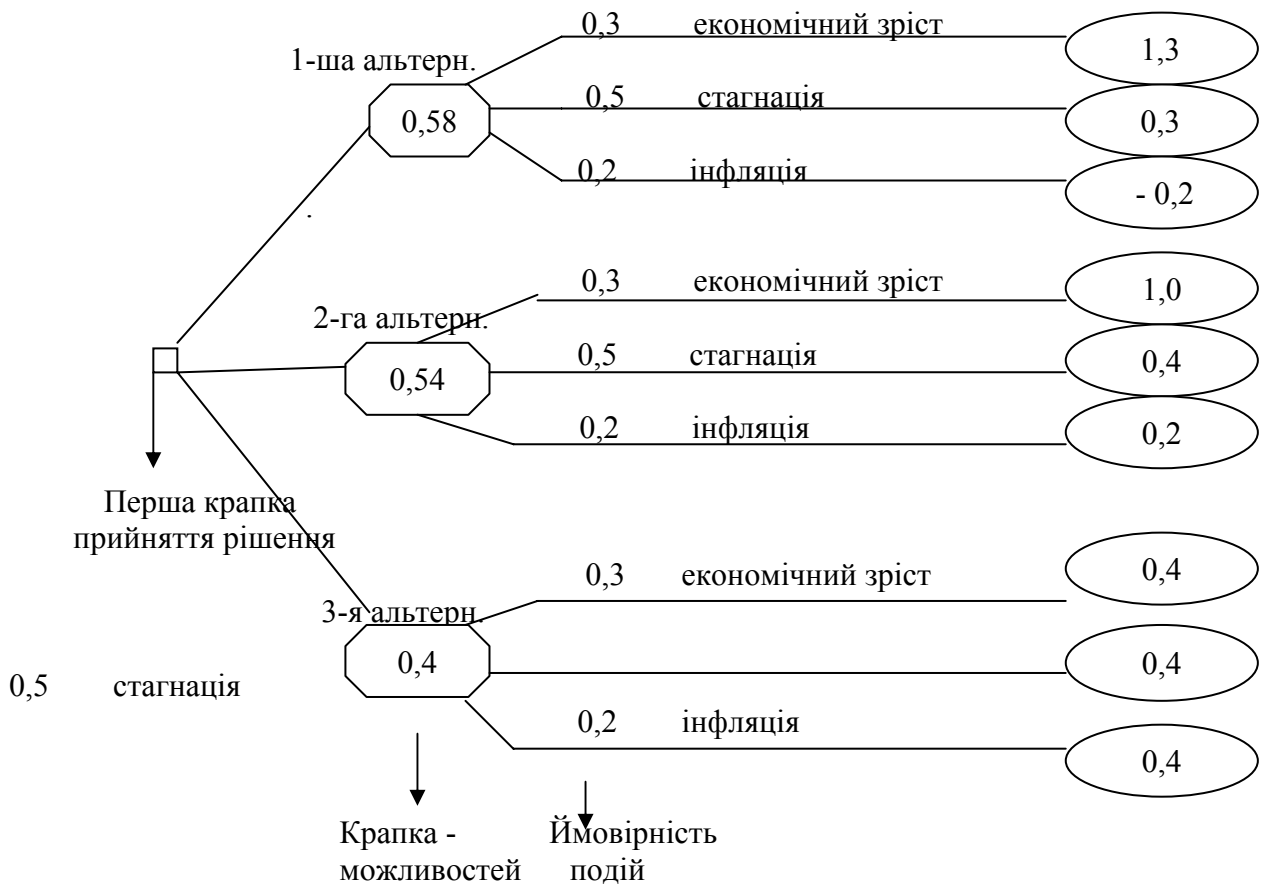 0,3 економічний зріст 1,3
1-ша альтерн.
0,58 0,5 стагнація 0,3
0,2 інфляція - 0,2
.
0,3 економічний зріст 1,0
2-га альтерн.
0,54 0,5 стагнація 0,4
0,2 інфляція 0,2
Перша крапка
прийняття рішення
0,3 економічний зріст 0,4
3-я альтерн.
0,4 0,4
0,5 стагнація
0,2 інфляція 0,4
Крапка - Ймовірність
можливостей подій